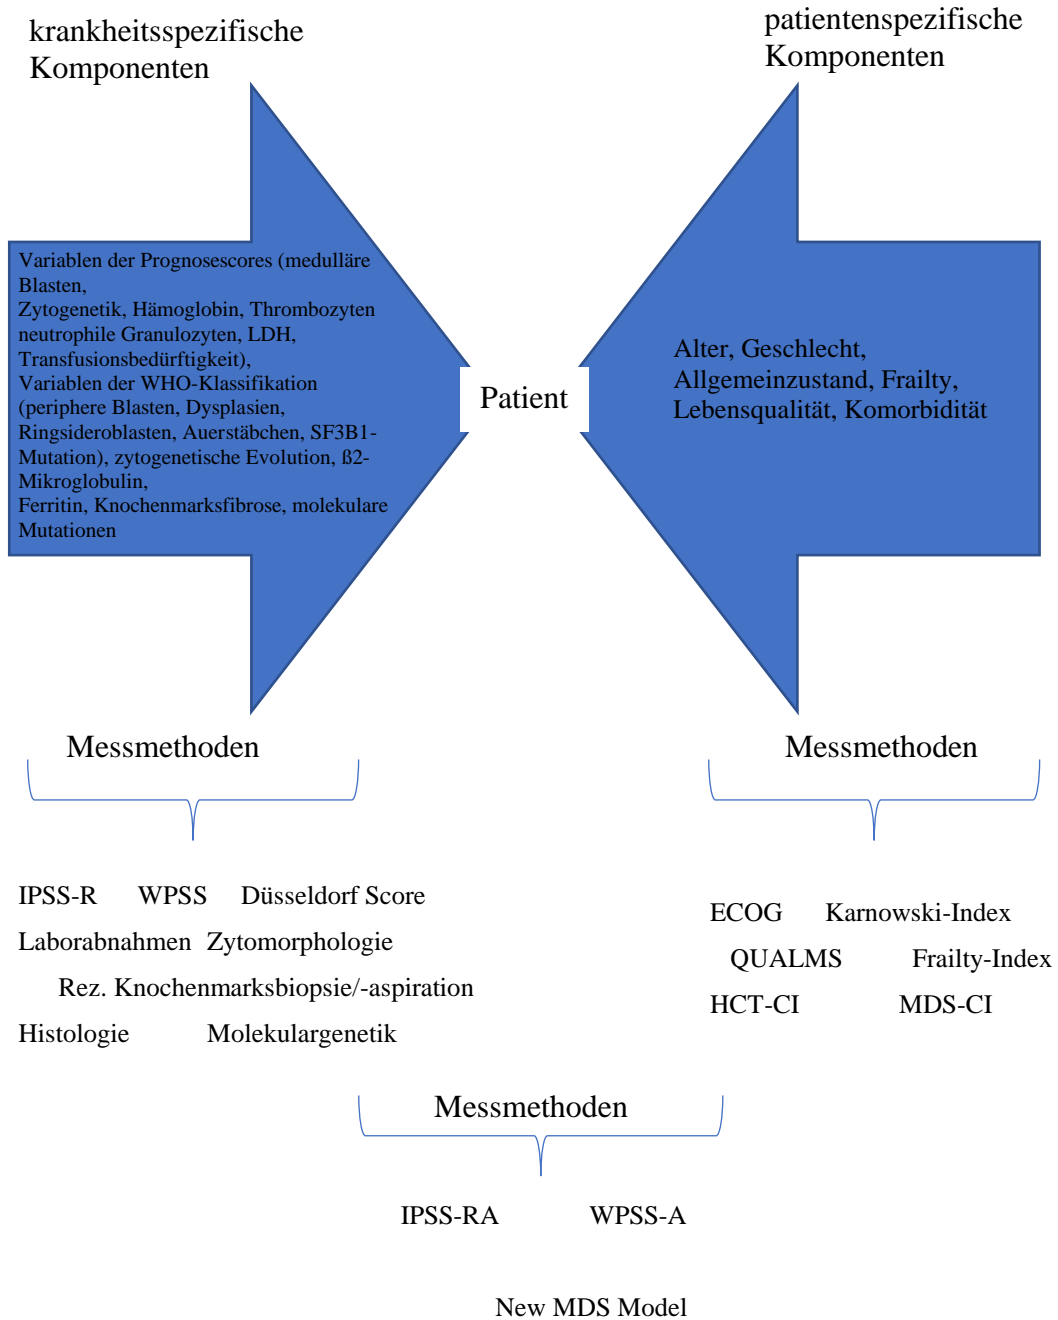 krankheitsspezifische
Komponenten
patientenspezifische
Komponenten
Variablen der Prognosescores (medulläre
Blasten,
Zytogenetik, Hämoglobin, Thrombozyten
neutrophile Granulozyten, LDH,
Transfusionsbedürftigkeit),
Variablen der WHO-Klassifikation
(periphere Blasten, Dysplasien,
Ringsideroblasten, Auerstäbchen, SF3B1-
Mutation), zytogenetische Evolution, ß2-
Mikroglobulin,
Ferritin, Knochenmarksfibrose, molekulare
Mutationen
Patient
Alter, Geschlecht,
Allgemeinzustand, Frailty,
Lebensqualität, Komorbidität
Messmethoden
IPSS-R WPSS Düsseldorf Score
Laborabnahmen Zytomorphologie
Rez. Knochenmarksbiopsie/-aspiration
Histologie Molekulargenetik
Messmethoden
ECOG Karnowski-Index
QUALMS Frailty-Index
HCT-CI MDS-CI
Messmethoden
IPSS-RA WPSS-A
New MDS Model